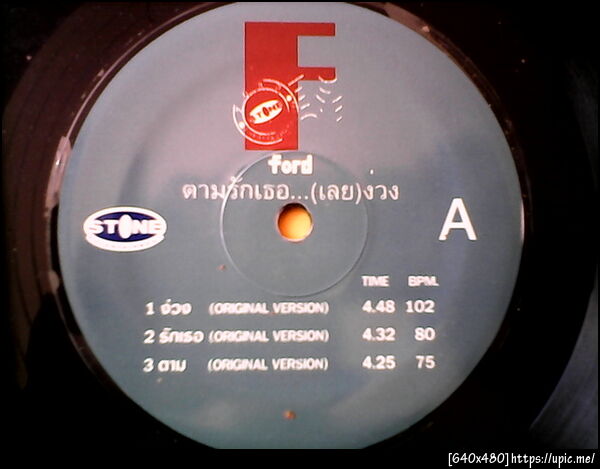 F
STONE
ford
ตามรักเธอ...(เลย)ง่วง
STONE
A
TIME BPM.
1 ง่วง (ORIGINAL VERSION) 4.48 102
2 รักเธอ (ORIGINAL VERSION) 4.32 80
3 ตาม (ORIGINAL VERSION) 4.25 75
[640x480]https://upic.me/